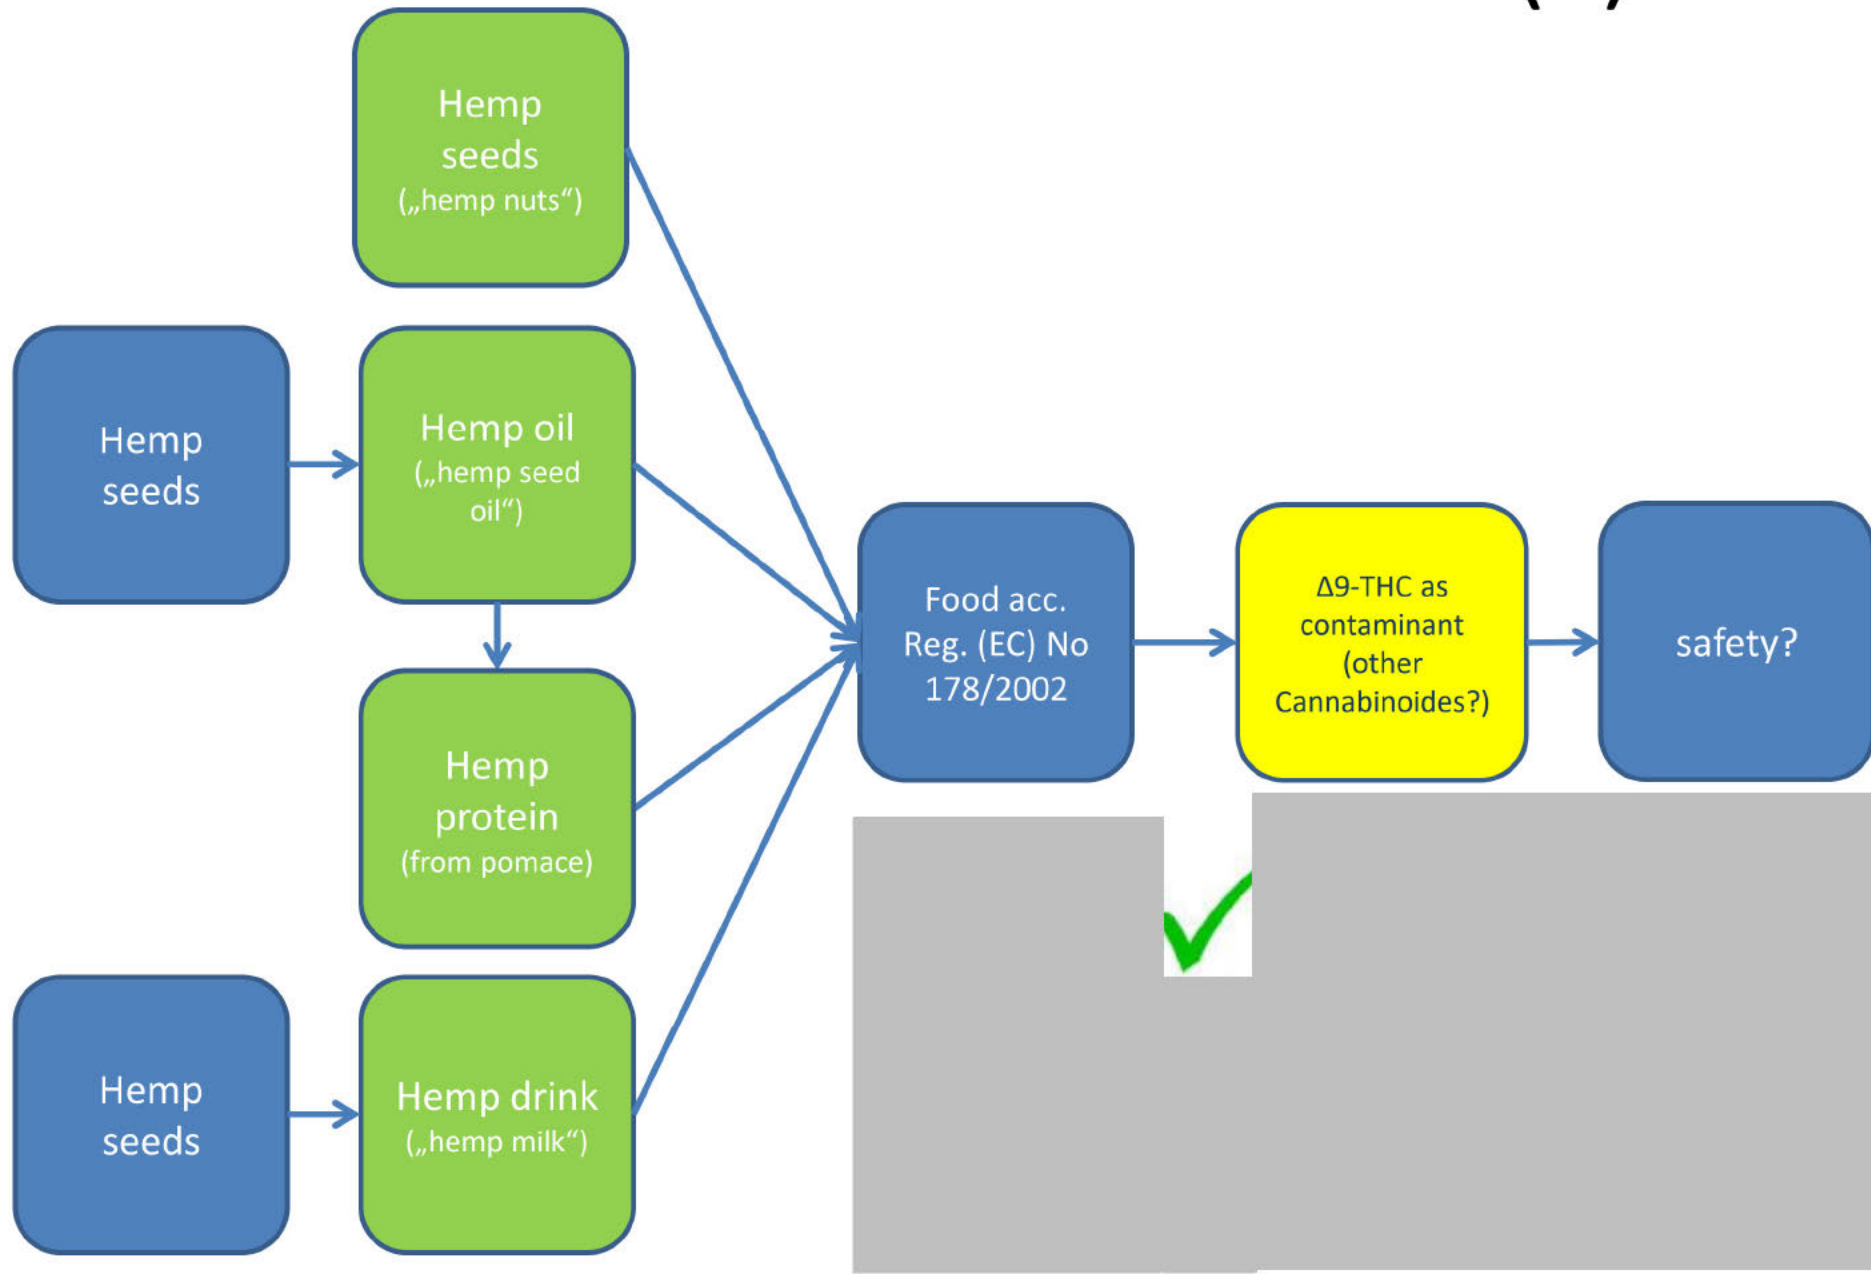 Hemp
seeds
(„hemp nuts“)
Hemp
seeds
Hemp oil
(„hemp seed
oil“)
Hemp
protein
(from pomace)
Hemp
seeds
Hemp drink
(„hemp milk“)
Food acc.
Reg. (EC) No
178/2002
Δ9-THC as
contaminant
(other
Cannabinoides?)
safety?